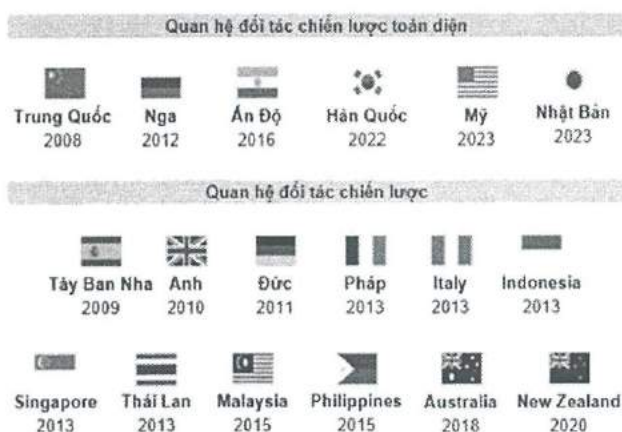 Quan hệ đối tác chiến lược toàn diện
Trung Quốc Nga Ấn Độ Hàn Quốc Mỹ Nhật Bản
2008 2012 2016 2022 2023 2023
Quan hệ đối tác chiến lược
Tây Ban Nha Anh Đức Pháp Italy Indonesia
2009 2010 2011 2013 2013 2013
Singapore Thái Lan Malaysia Philippines Australia New Zealand
2013 2013 2015 2015 2018 2020